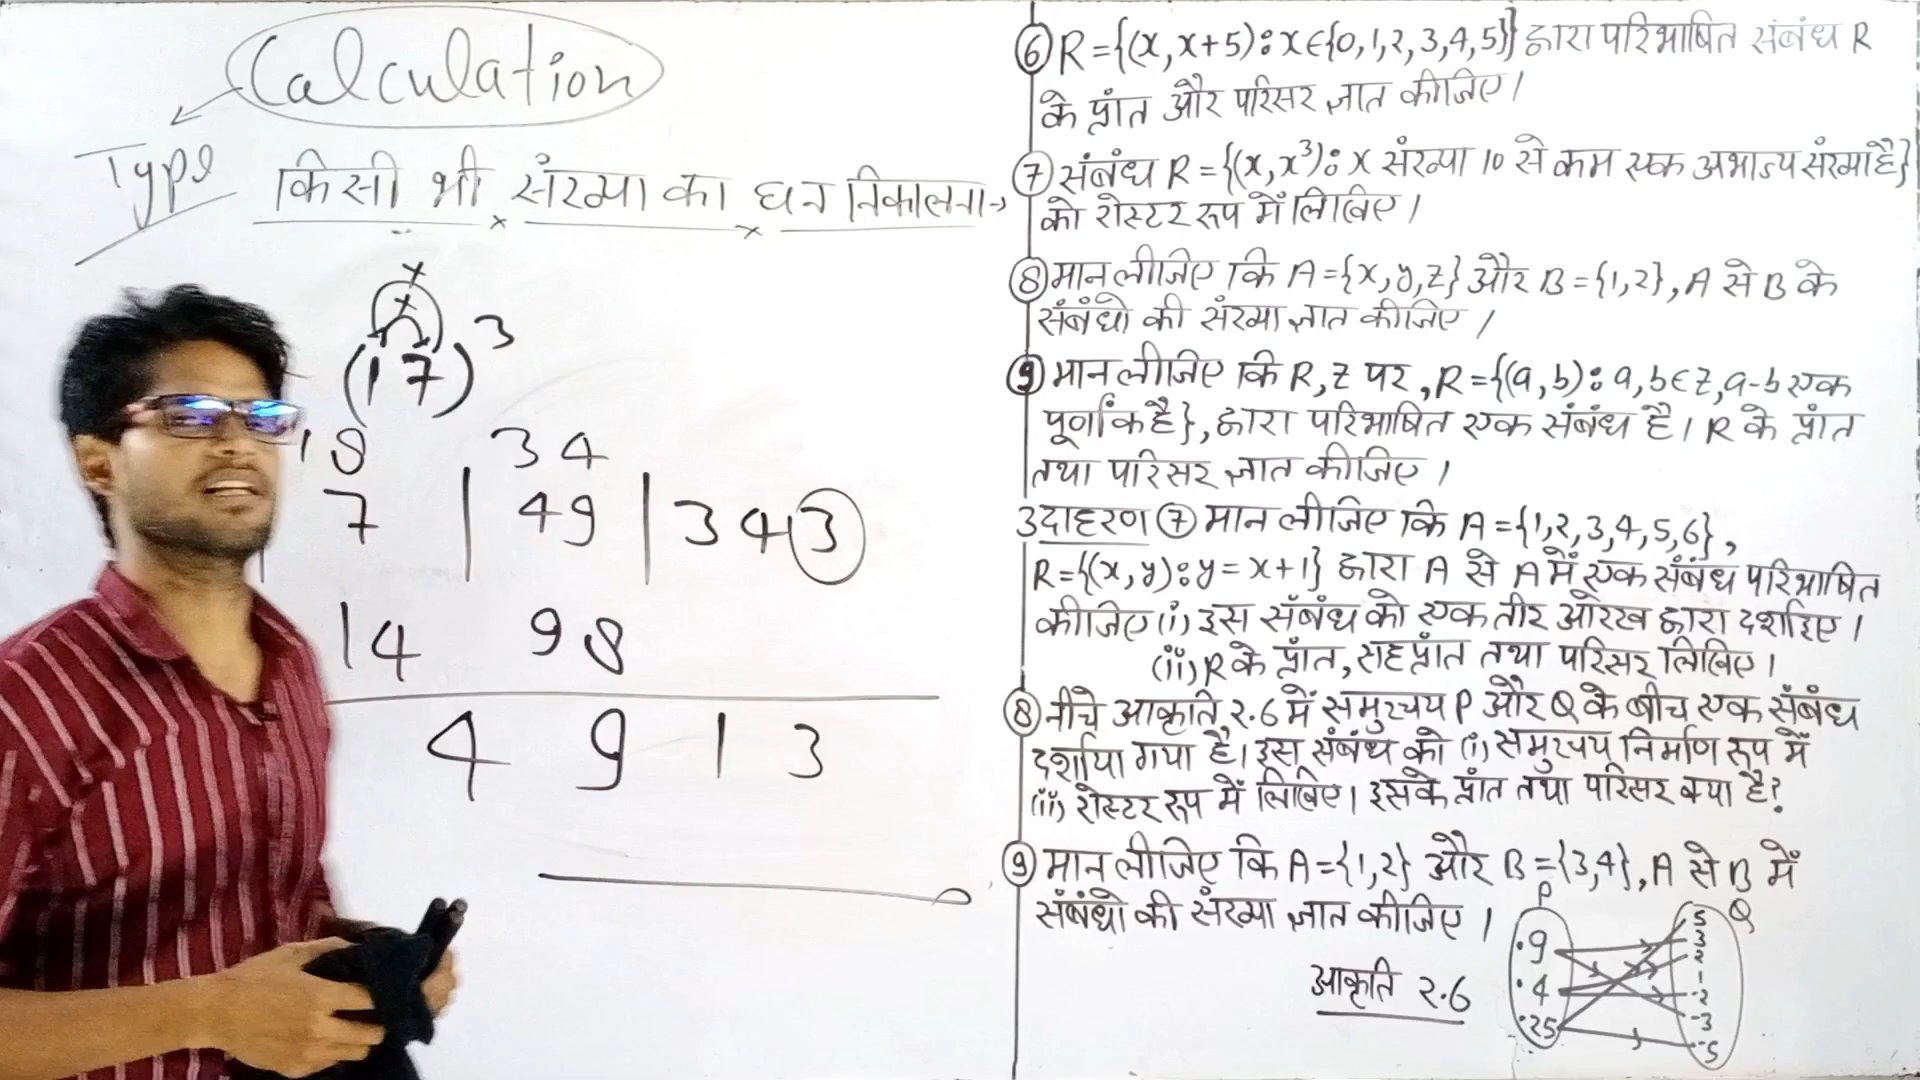 Calculation
Type
किसी भी संख्या का घन निकालना→
(17)³
18 34
7 | 49 | 343
14 98
4 9 1 3
⑥ R = {(x, x+5) : x ∈ {0,1,2,3,4,5}} द्वारा परिभाषित संबंध R
के प्रांत और परिसर ज्ञात कीजिए।
⑦ संबंध R = {(x, x³) : x संख्या 10 से कम एक अभाज्य संख्या है}
को रोस्टर रूप में लिखिए।
⑧ मान लीजिए कि A = {x, y, z} और B = {1, 2}, A से B के
संबंधो की संख्या ज्ञात कीजिए।
⑨ मान लीजिए कि R, Z पर, R = {(a, b) : a, b ∈ Z, a-b एक
पूर्णांक है}, द्वारा परिभाषित एक संबंध है। R के प्रांत
तथा परिसर ज्ञात कीजिए।
उदाहरण ⑦ मान लीजिए कि A = {1,2,3,4,5,6},
R = {(x, y) : y = x+1} द्वारा A से A में एक संबंध परिभाषित
कीजिए (i) इस संबंध को एक तीर आरेख द्वारा दर्शाइए।
(ii) R के प्रांत, सहप्रांत तथा परिसर लिखिए।
⑧ नीचे आकृति 2.6 में समुच्चय P और Q के बीच एक संबंध
दर्शाया गया है। इस संबंध को (i) समुच्चय निर्माण रूप में
(ii) रोस्टर रूप में लिखिए। इसके प्रांत तथा परिसर क्या है?
⑨ मान लीजिए कि A = {1,2} और B = {3,4}, A से B में
संबंधो की संख्या ज्ञात कीजिए।
आकृति 2.6
P
.9
.4
.25
Q
5
3
2
1
-2
-3
-5